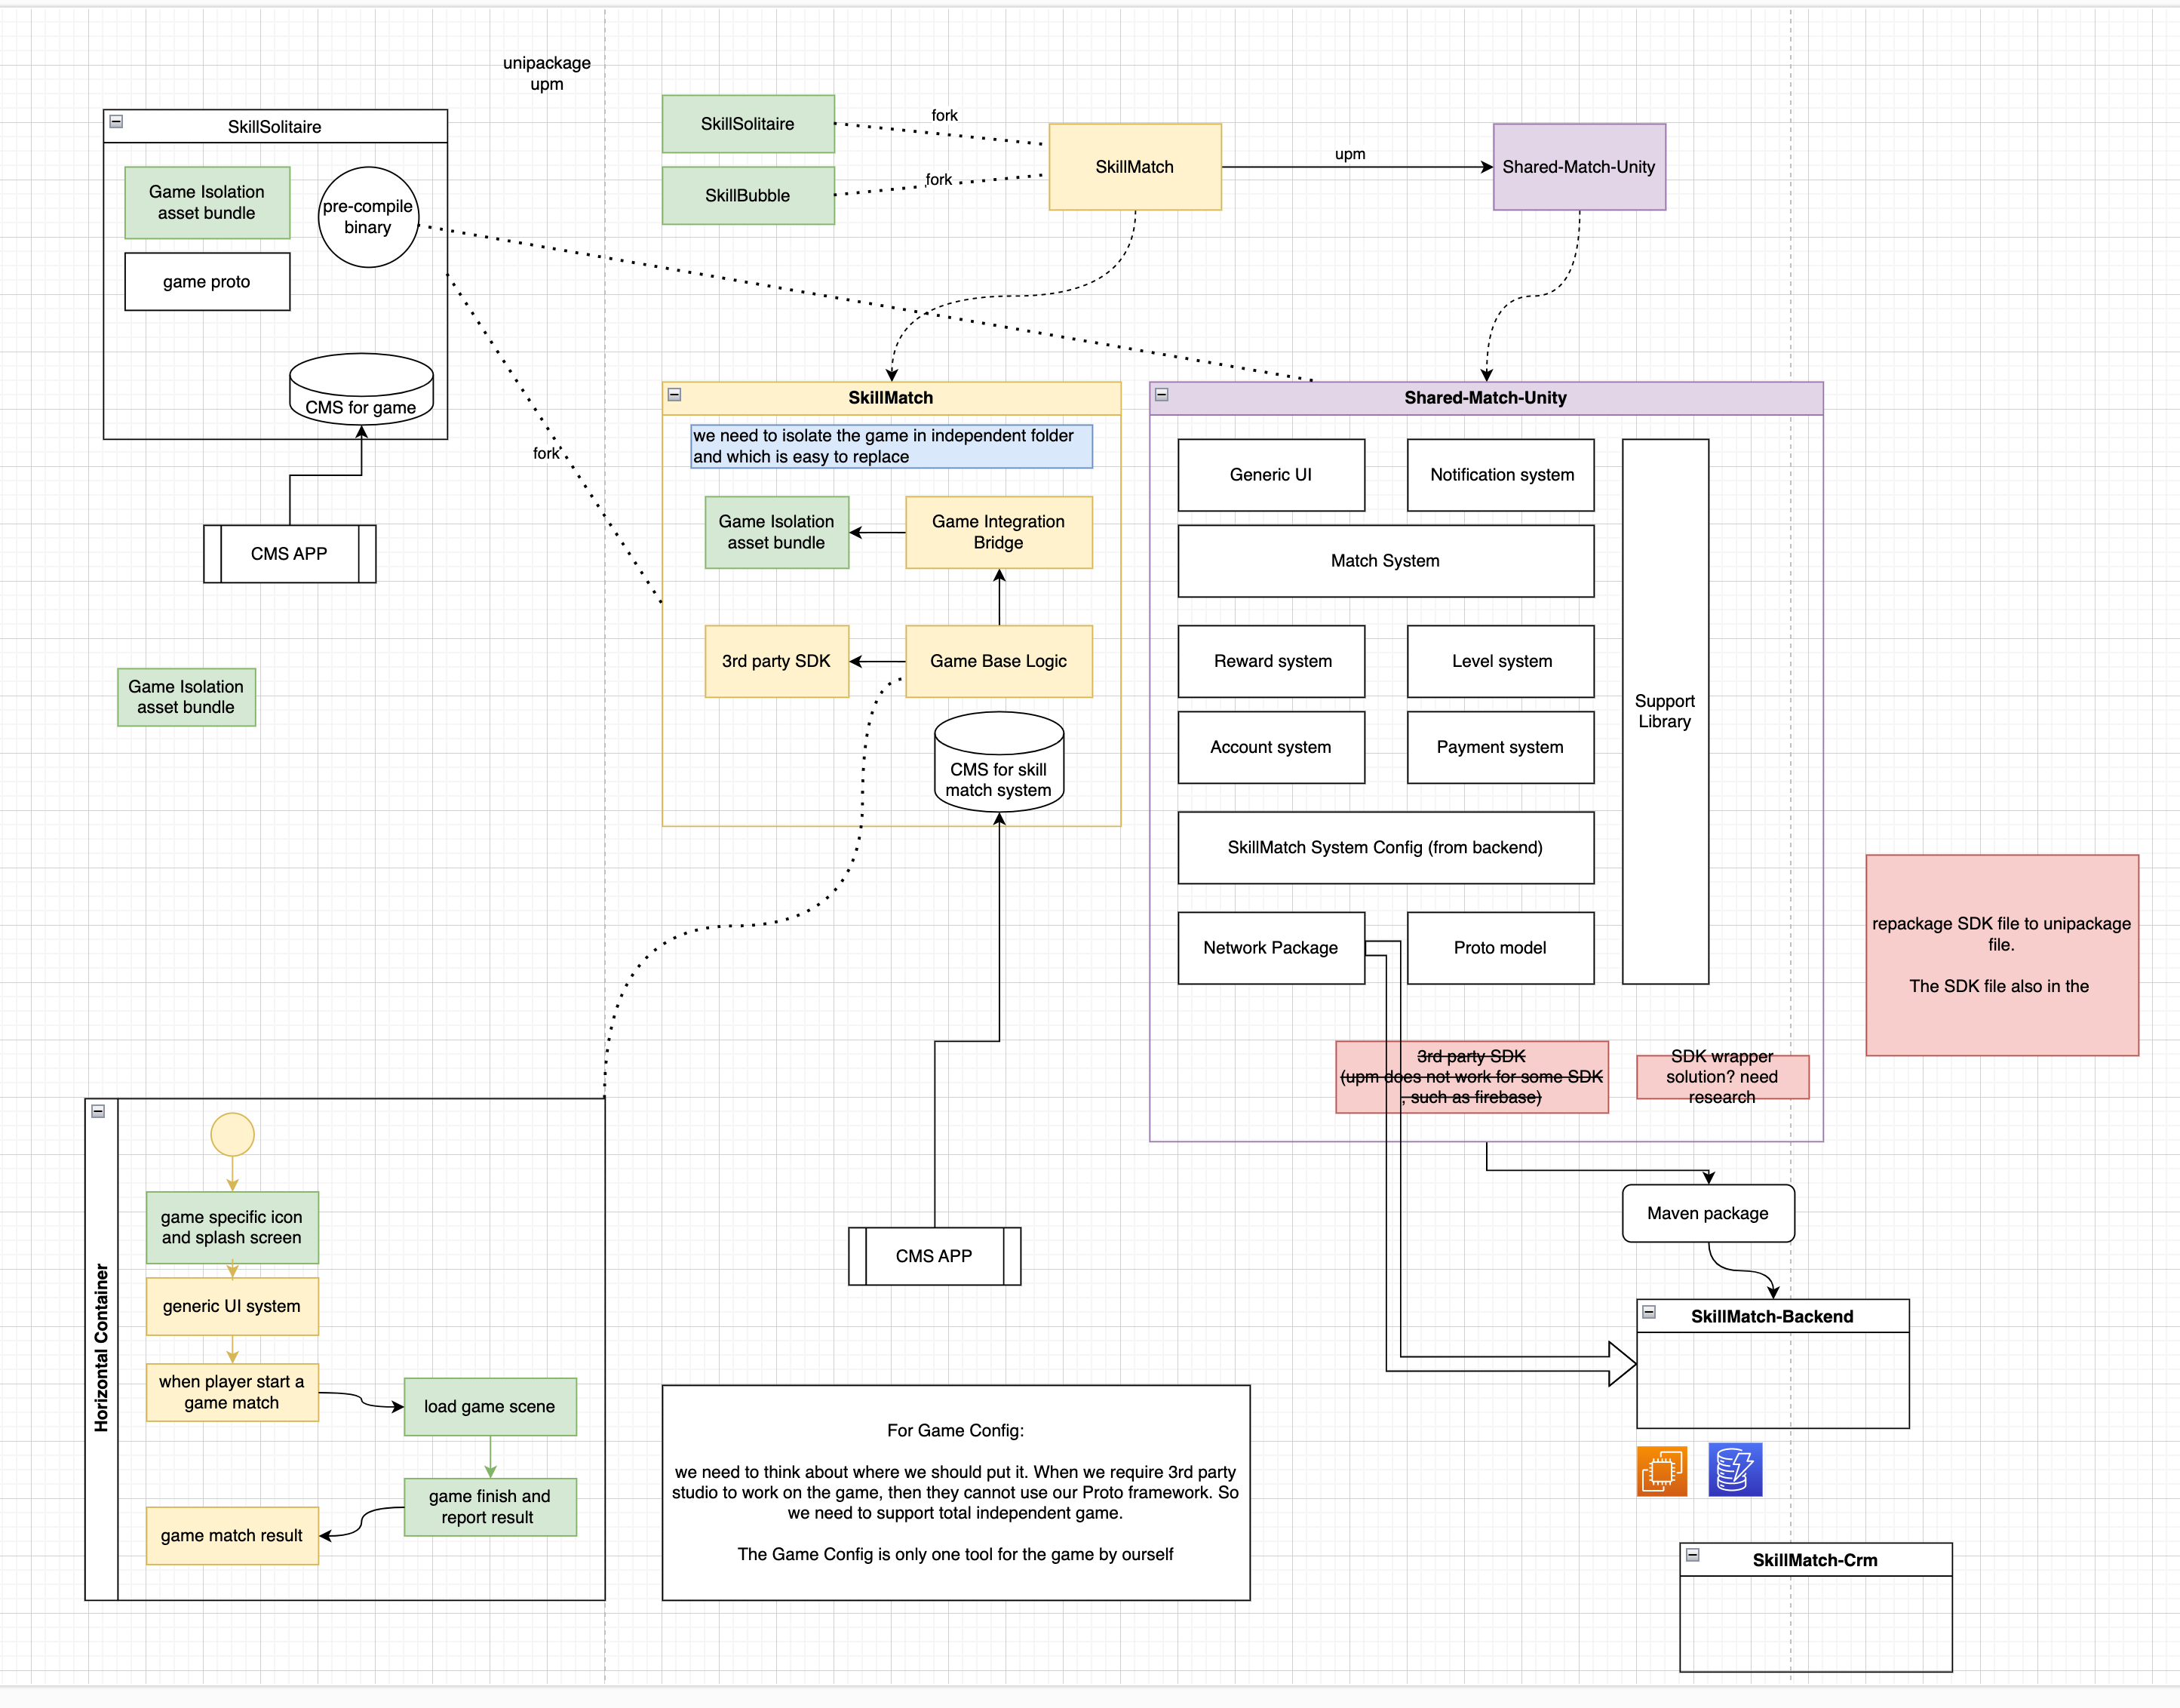 unipackage
upm
SkillSolitaire
Game Isolation
asset bundle
pre-compile
binary
game proto
CMS for game
CMS APP
Game Isolation
asset bundle
fork
SkillSolitaire
SkillBubble
fork
fork
SkillMatch
upm
Shared-Match-Unity
SkillMatch
we need to isolate the game in independent folder
and which is easy to replace
Game Isolation
asset bundle
Game Integration
Bridge
3rd party SDK
Game Base Logic
CMS for skill
match system
CMS APP
Shared-Match-Unity
Generic UI
Notification system
Match System
Reward system
Level system
Account system
Payment system
SkillMatch System Config (from backend)
Network Package
Proto model
Support
Library
3rd party SDK
(upm does not work for some SDK
, such as firebase)
SDK wrapper
solution? need
research
repackage SDK file to unipackage
file.
The SDK file also in the
Maven package
SkillMatch-Backend
SkillMatch-Crm
Horizontal Container
game specific icon
and splash screen
generic UI system
when player start a
game match
load game scene
game finish and
report result
game match result
For Game Config:
we need to think about where we should put it. When we require 3rd party
studio to work on the game, then they cannot use our Proto framework. So
we need to support total independent game.
The Game Config is only one tool for the game by ourself